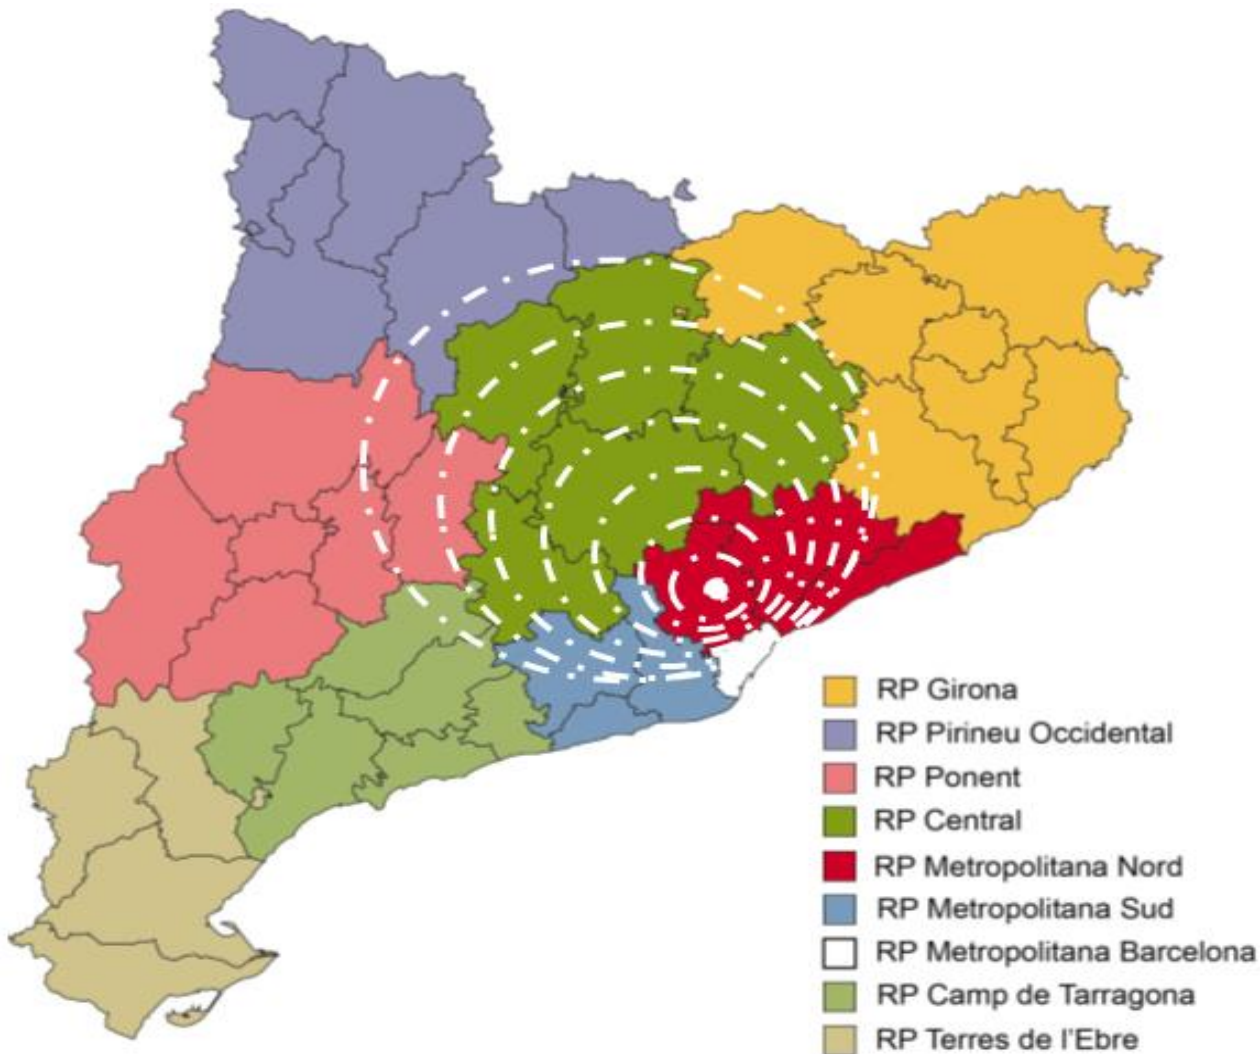 RP Girona
RP Pirineu Occidental
RP Ponent
RP Central
RP Metropolitana Nord
RP Metropolitana Sud
RP Metropolitana Barcelona
RP Camp de Tarragona
RP Terres de l'Ebre